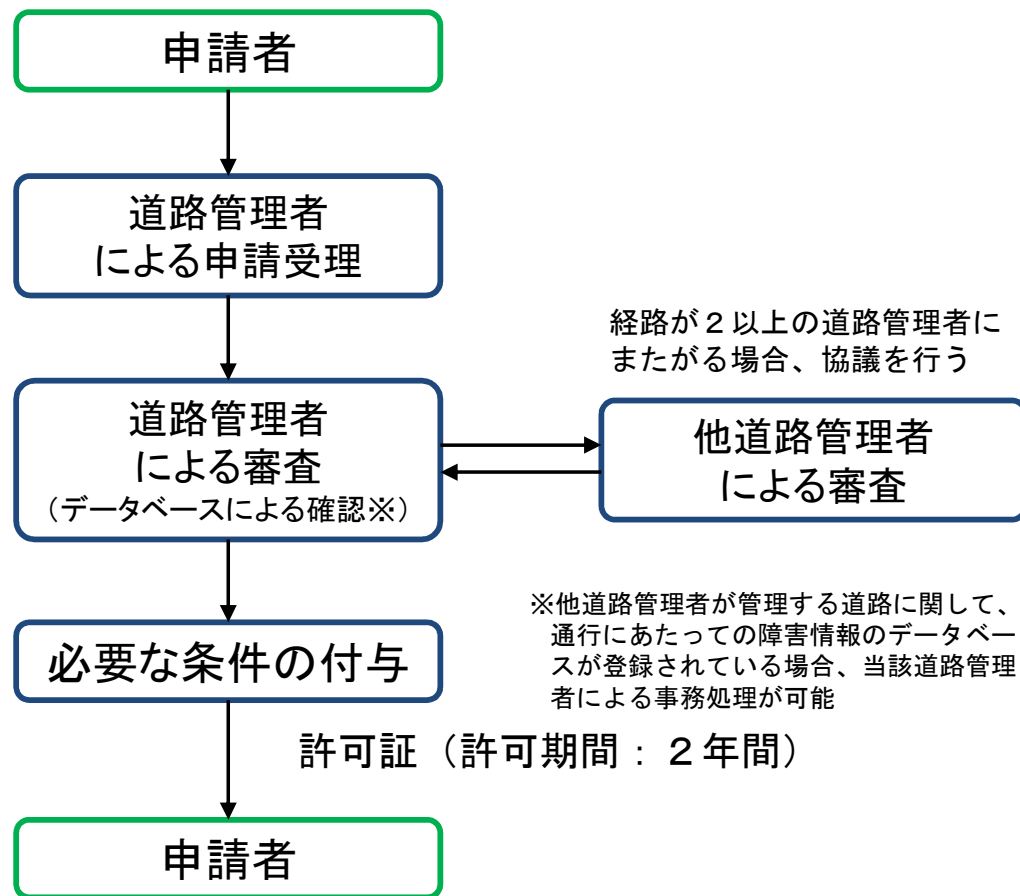 申請者
道路管理者
による申請受理
経路が２以上の道路管理者に
またがる場合、協議を行う
道路管理者
による審査
（データベースによる確認※）
他道路管理者
による審査
※他道路管理者が管理する道路に関して、
通行にあたっての障害情報のデータベー
スが登録されている場合、当該道路管理
者による事務処理が可能
必要な条件の付与
許可証（許可期間：２年間）
申請者